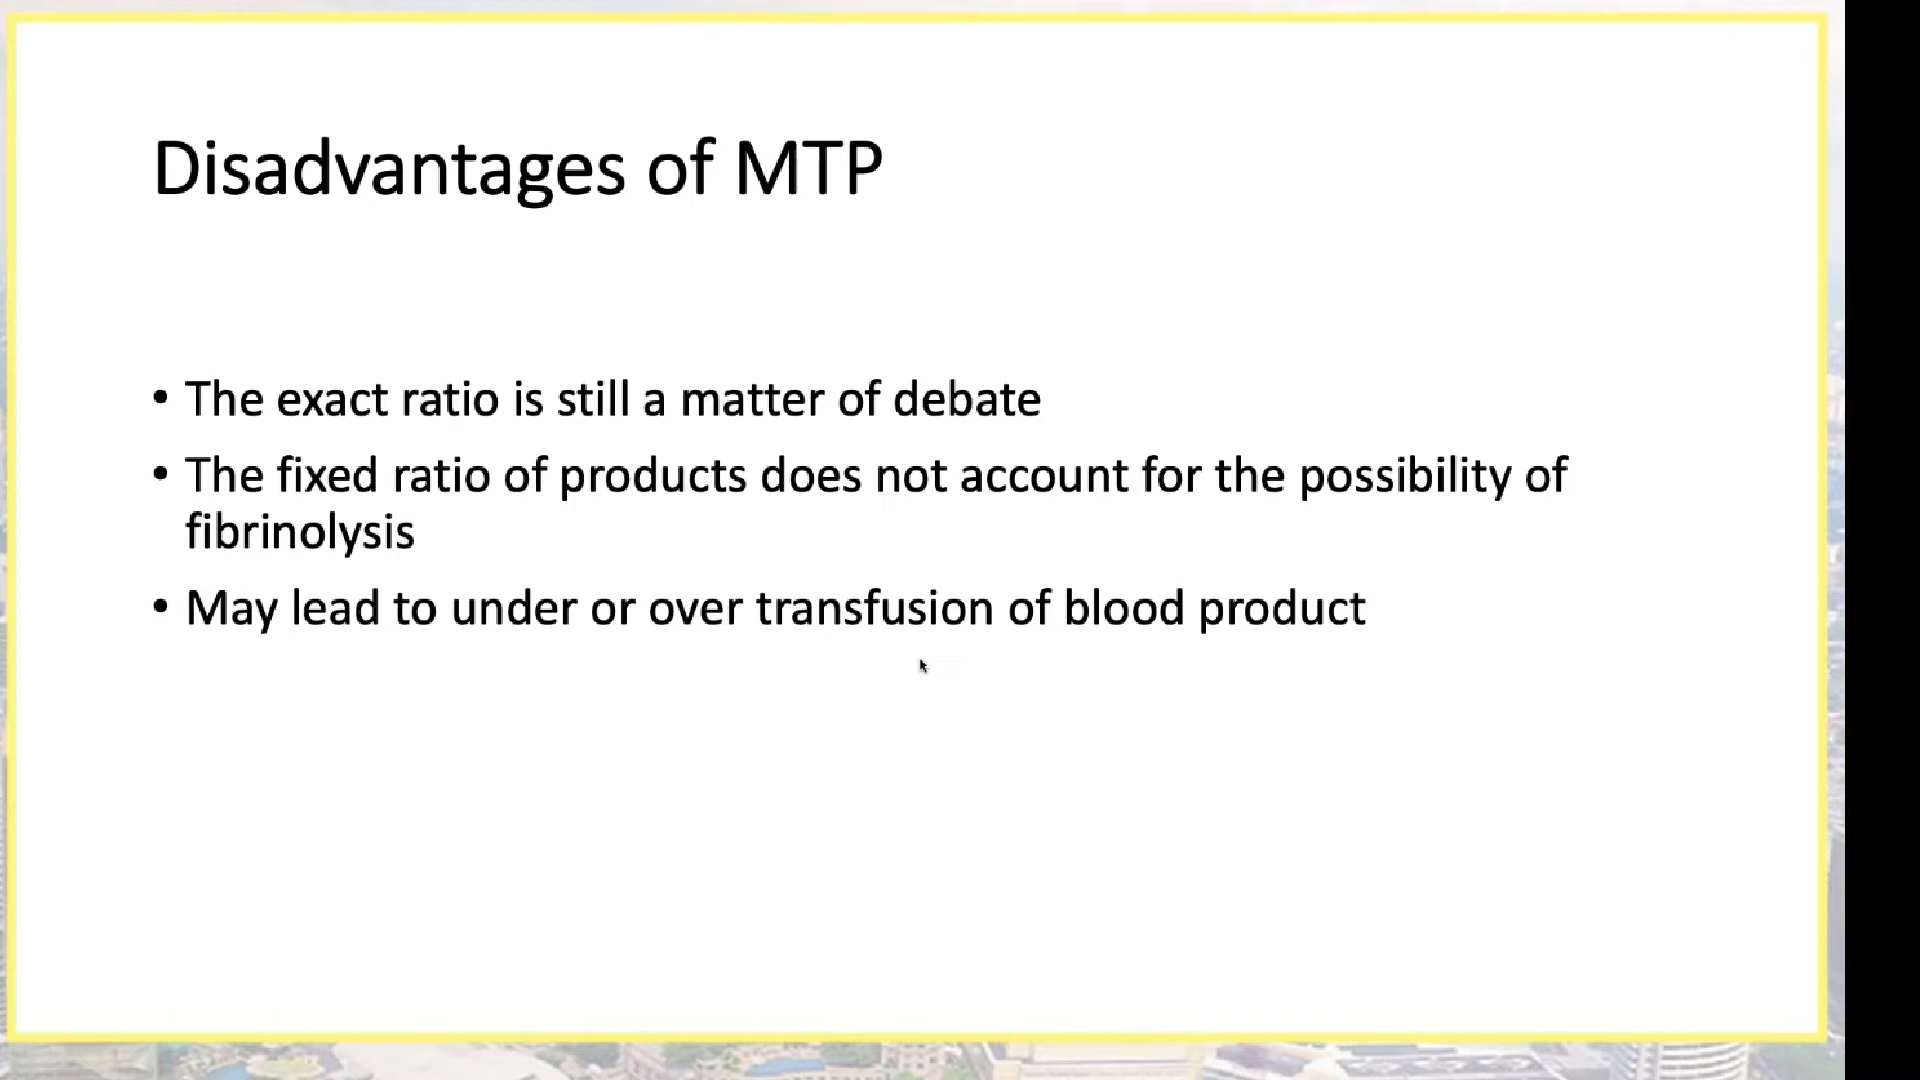 Disadvantages of MTP
• The exact ratio is still a matter of debate
• The fixed ratio of products does not account for the possibility of
fibrinolysis
• May lead to under or over transfusion of blood product